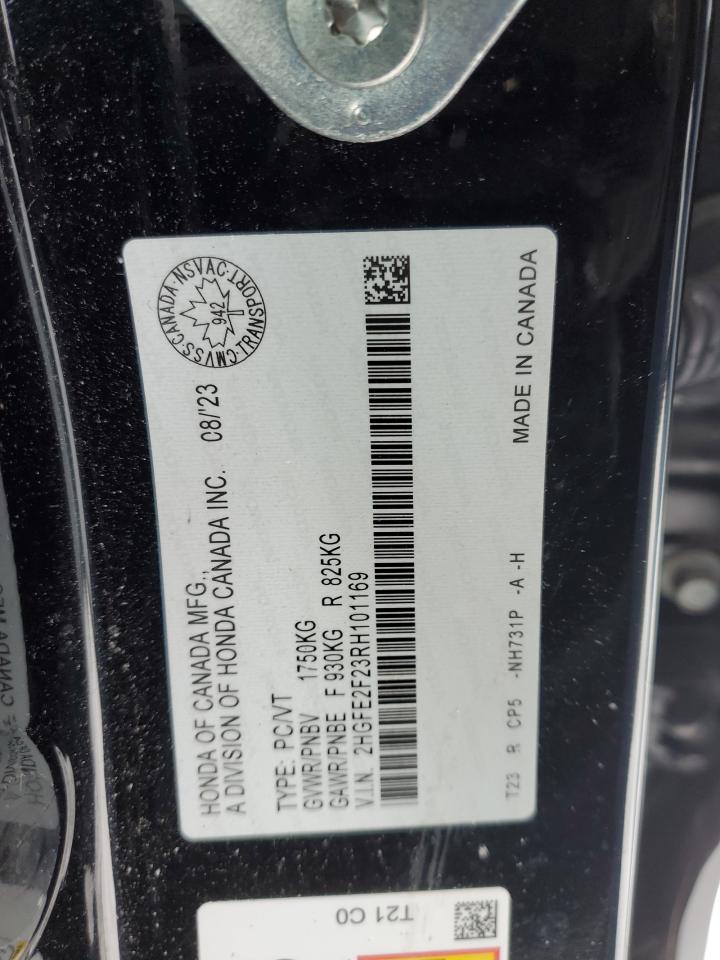 HONDA OF CANADA MFG.,
A DIVISION OF HONDA CANADA INC. 08/'23
CMVSS·CANADA·NSVAC·TRANSPORT·
942
TYPE: PC/VT
GVWR/PNBV 1750KG
GAWR/PNBE F 930KG R 825KG
V.I.N. 2HGFE2F23RH101169
T23 R CP5 -NH731P -A -H MADE IN CANADA
T21 C0